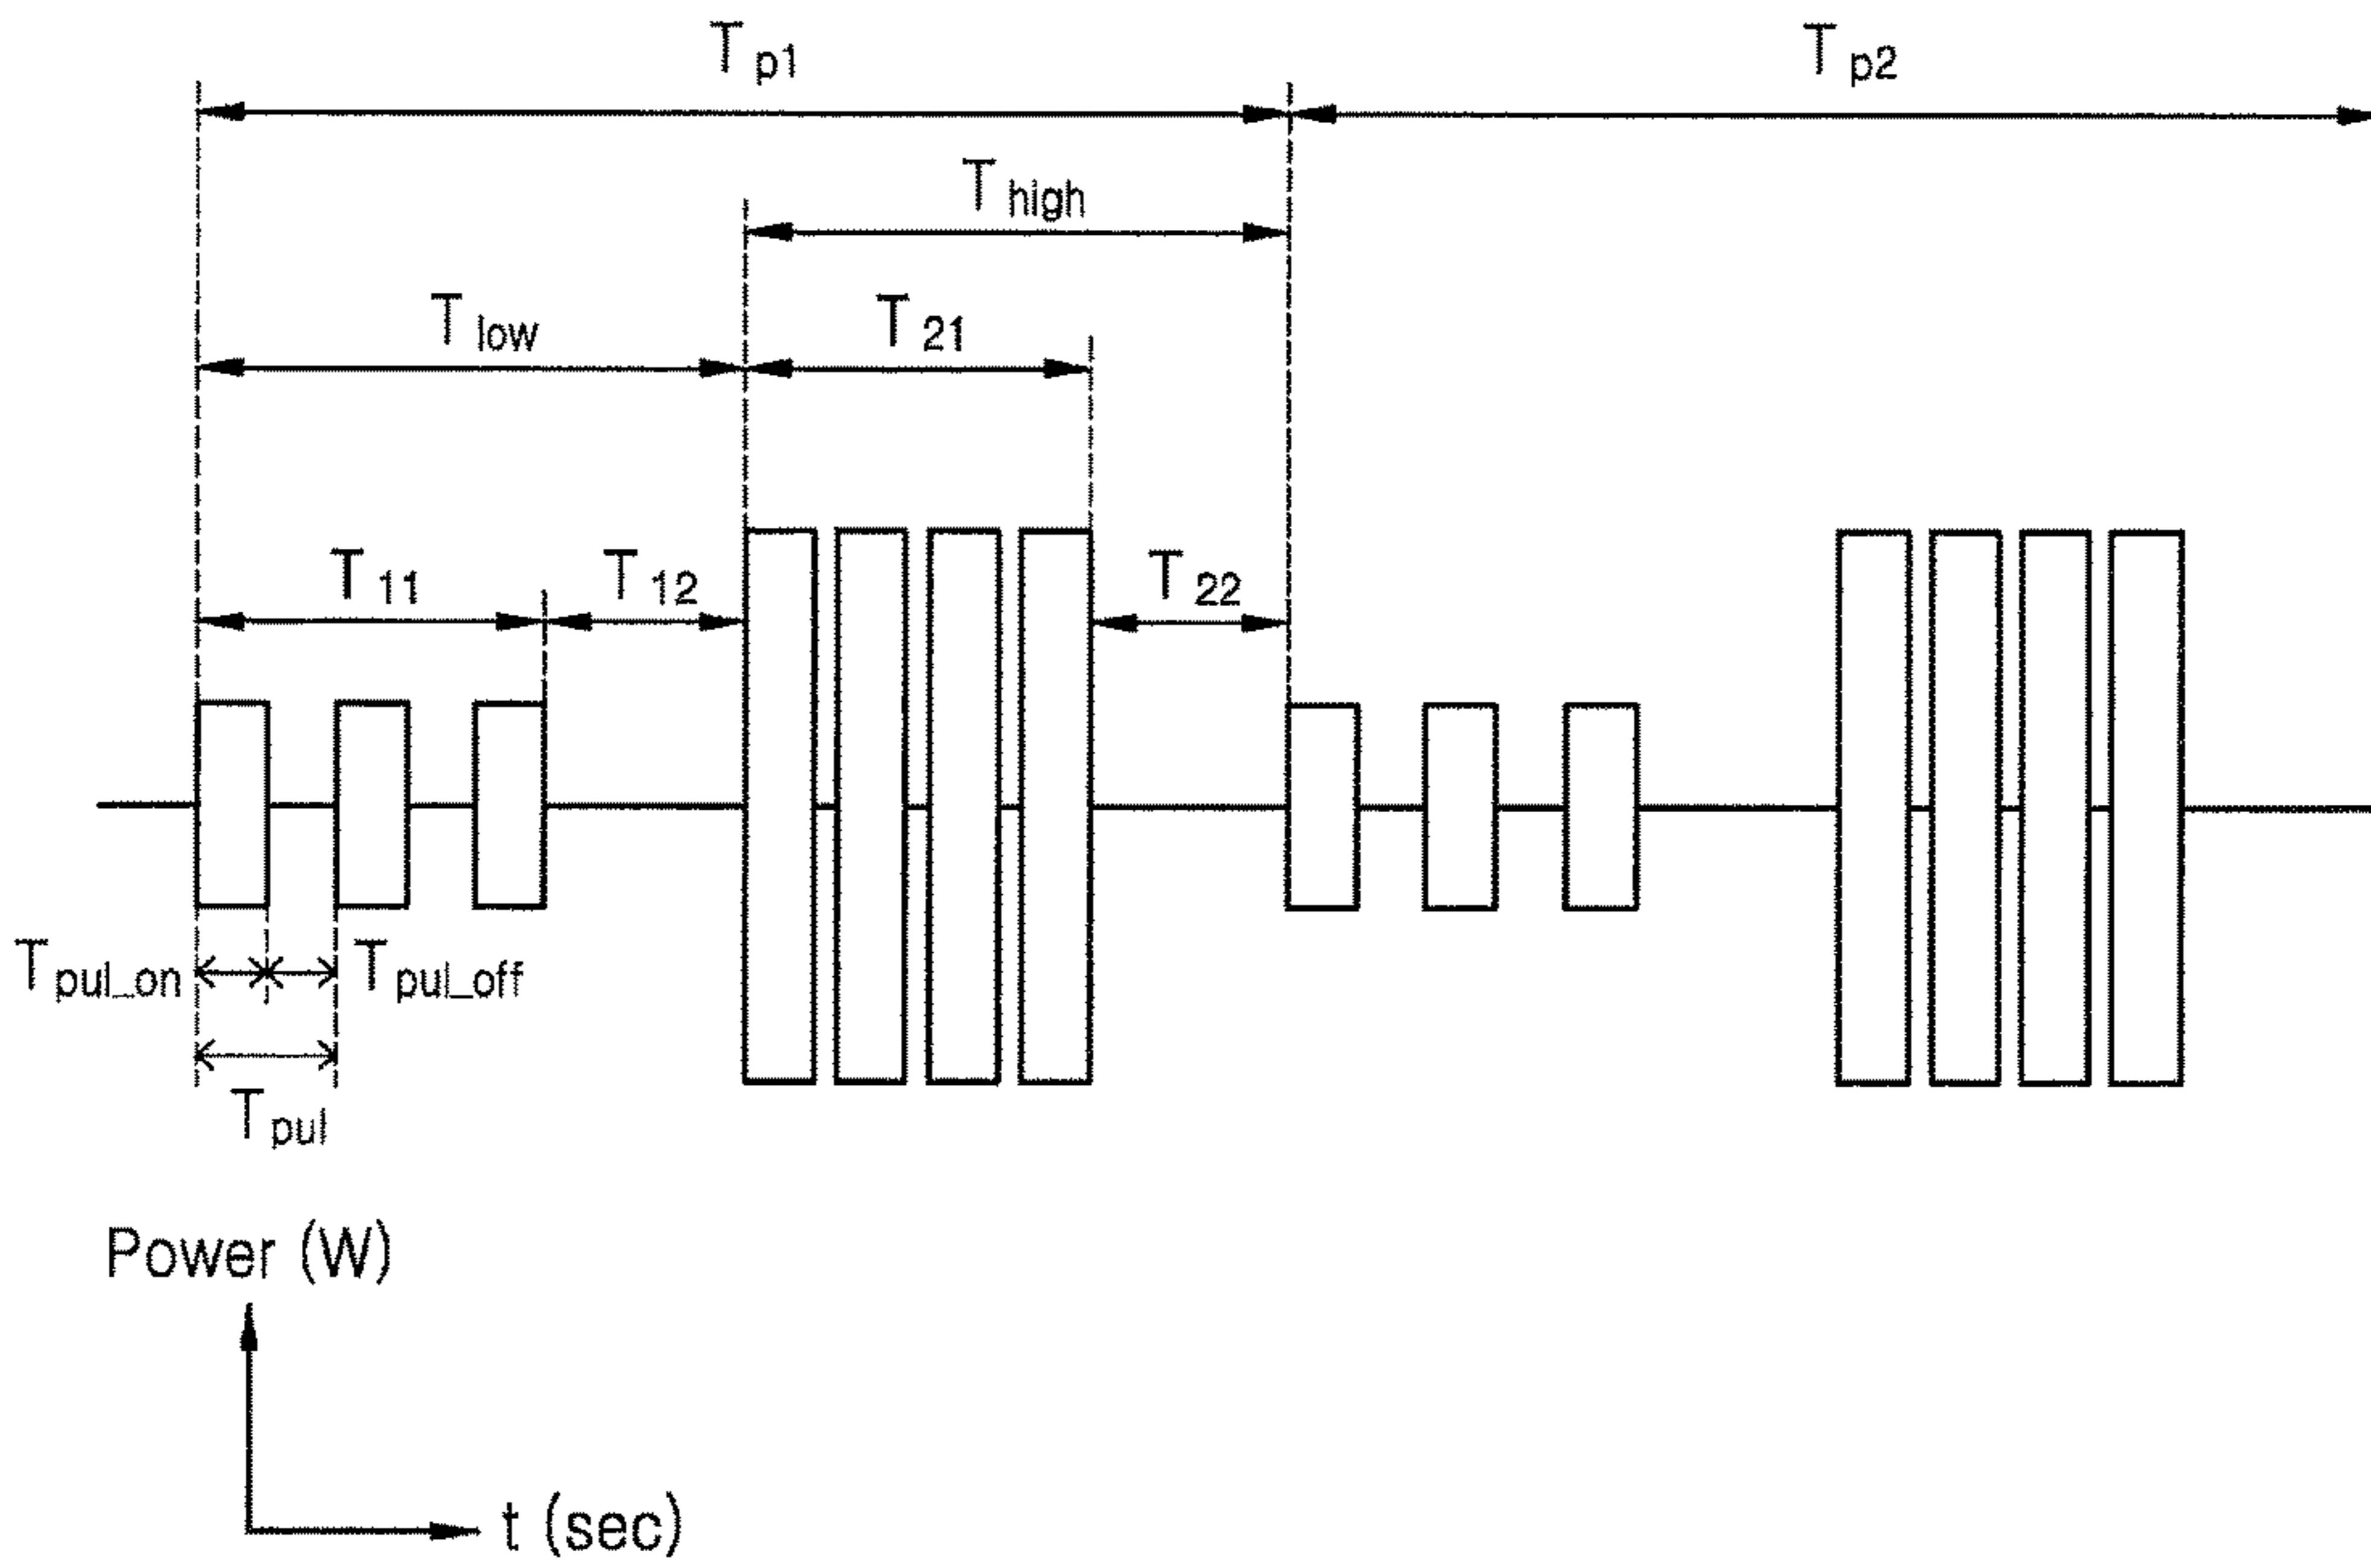 T p1
T p2
T high
T low
T 21
T 11
T 12
T 22
T pul_on
T pul_off
T pul
Power (W)
t (sec)